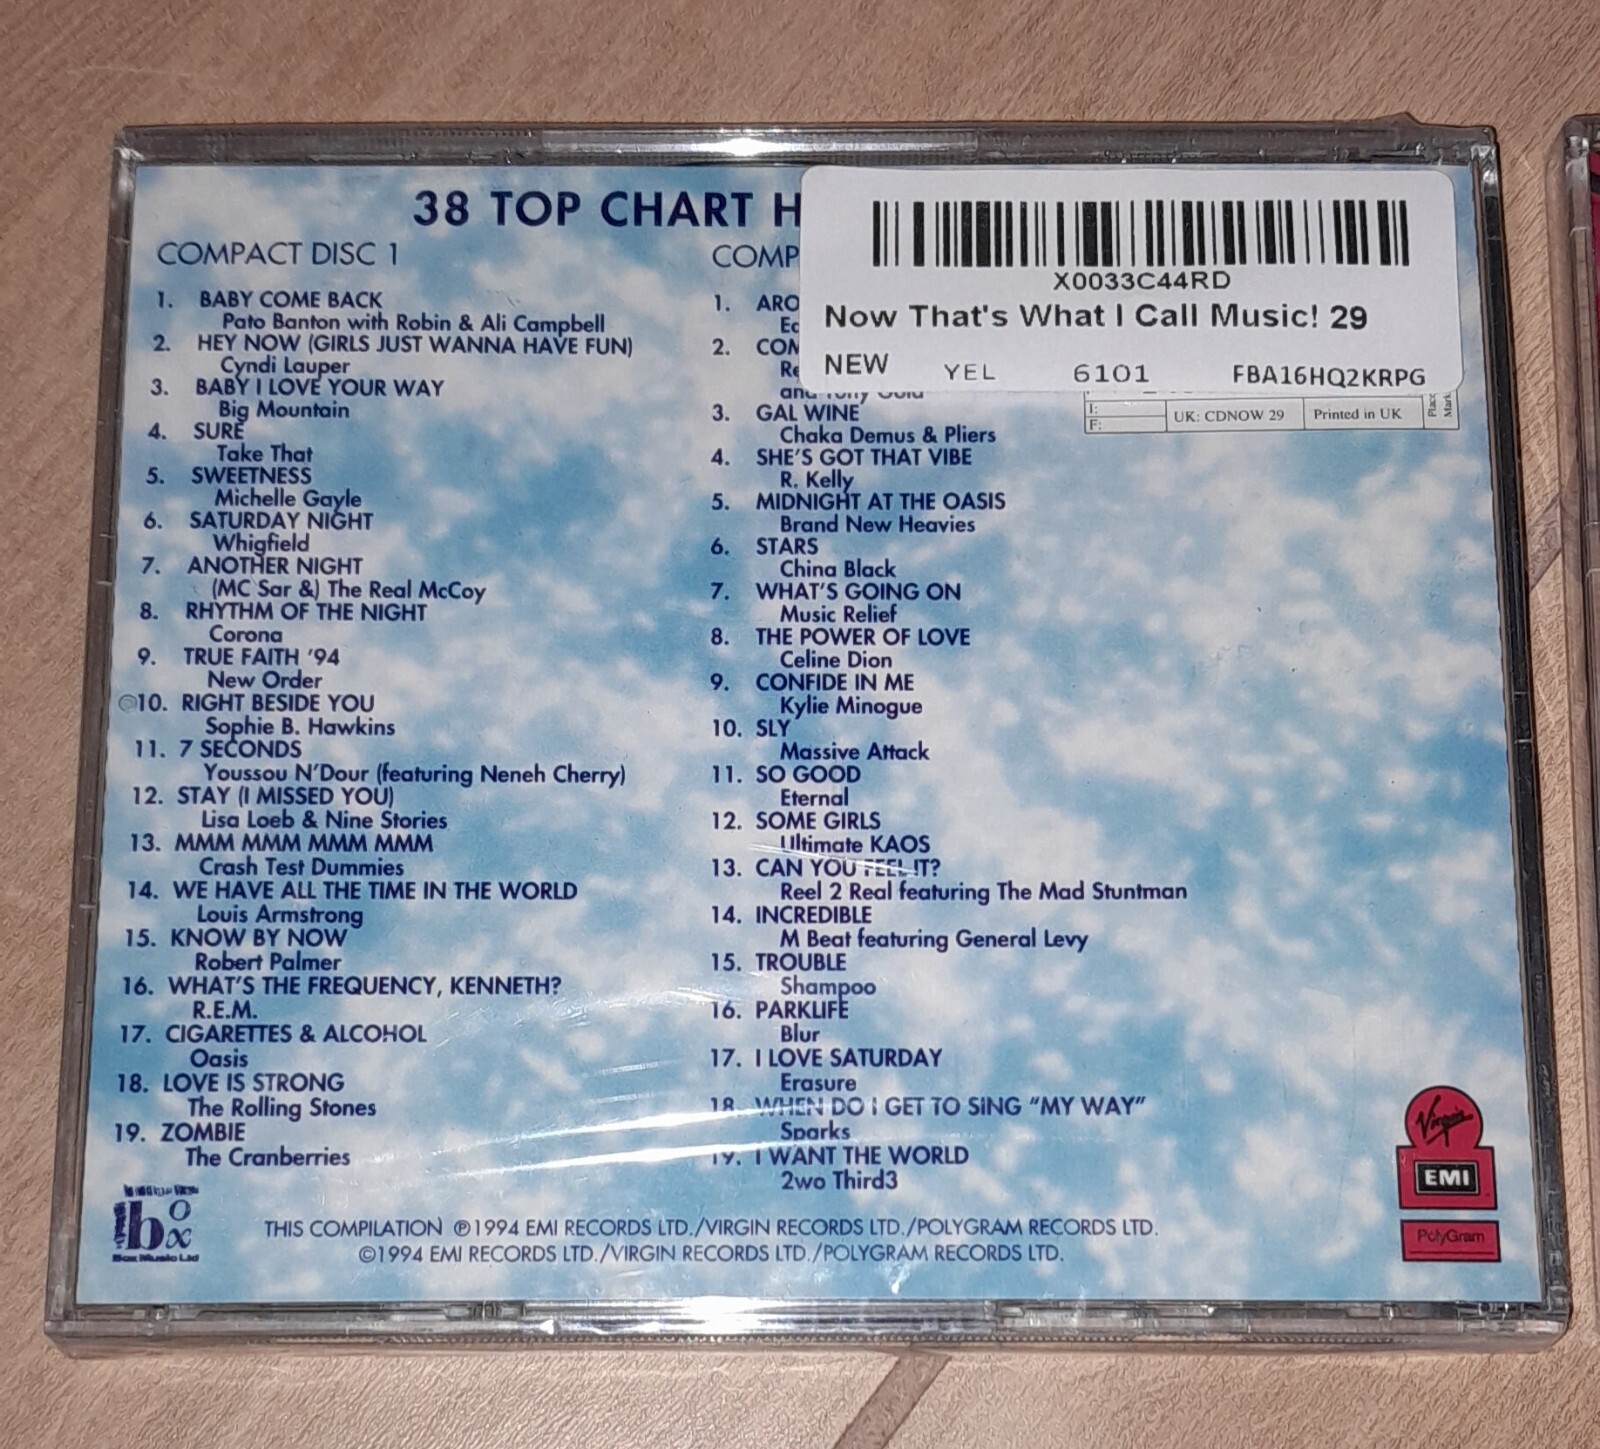 38 TOP CHART H
COMPACT DISC 1
1. BABY COME BACK
Pato Banton with Robin & Ali Campbell
2. HEY NOW (GIRLS JUST WANNA HAVE FUN)
Cyndi Lauper
3. BABY I LOVE YOUR WAY
Big Mountain
4. SURE
Take That
5. SWEETNESS
Michelle Gayle
6. SATURDAY NIGHT
Whigfield
7. ANOTHER NIGHT
(MC Sar &) The Real McCoy
8. RHYTHM OF THE NIGHT
Corona
9. TRUE FAITH '94
New Order
10. RIGHT BESIDE YOU
Sophie B. Hawkins
11. 7 SECONDS
Youssou N'Dour (featuring Neneh Cherry)
12. STAY (I MISSED YOU)
Lisa Loeb & Nine Stories
13. MMM MMM MMM MMM
Crash Test Dummies
14. WE HAVE ALL THE TIME IN THE WORLD
Louis Armstrong
15. KNOW BY NOW
Robert Palmer
16. WHAT'S THE FREQUENCY, KENNETH?
R.E.M.
17. CIGARETTES & ALCOHOL
Oasis
18. LOVE IS STRONG
The Rolling Stones
19. ZOMBIE
The Cranberries
COMP
1. ARO
2. CON
Re
and Tony Gold
3. GAL WINE
Chaka Demus & Pliers
4. SHE'S GOT THAT VIBE
R. Kelly
5. MIDNIGHT AT THE OASIS
Brand New Heavies
6. STARS
China Black
7. WHAT'S GOING ON
Music Relief
8. THE POWER OF LOVE
Celine Dion
9. CONFIDE IN ME
Kylie Minogue
10. SLY
Massive Attack
11. SO GOOD
Eternal
12. SOME GIRLS
Ultimate KAOS
13. CAN YOU FEEL IT?
Reel 2 Real featuring The Mad Stuntman
14. INCREDIBLE
M Beat featuring General Levy
15. TROUBLE
Shampoo
16. PARKLIFE
Blur
17. I LOVE SATURDAY
Erasure
18. WHEN DO I GET TO SING "MY WAY"
Sparks
19. I WANT THE WORLD
2wo Third3
X0033C44RD
Now That's What I Call Music! 29
NEW YEL 6101 FBA16HQ2KRPG
I:
F:
UK: CDNOW 29
Printed in UK
Virgin
EMI
PolyGram
box
Box Music Ltd
THIS COMPILATION ℗1994 EMI RECORDS LTD./VIRGIN RECORDS LTD./POLYGRAM RECORDS LTD.
©1994 EMI RECORDS LTD./VIRGIN RECORDS LTD./POLYGRAM RECORDS LTD.